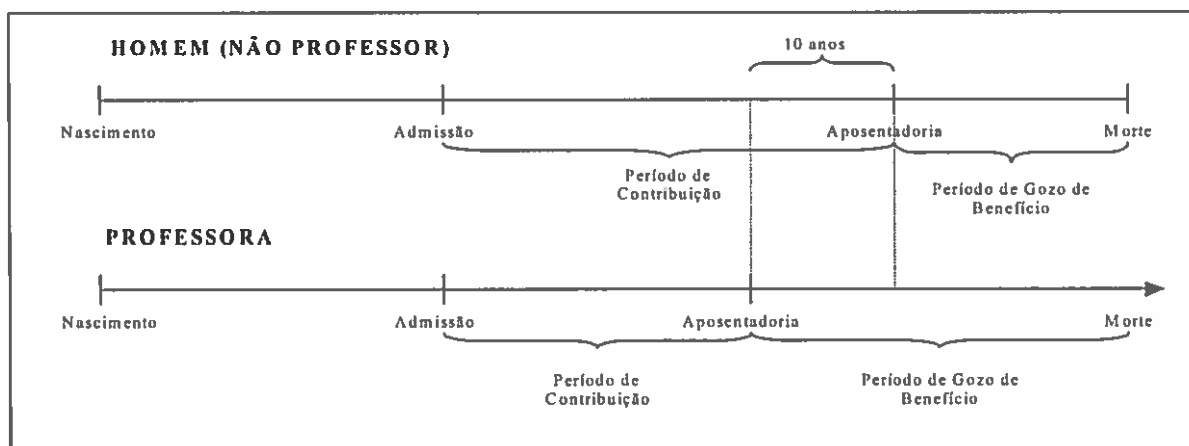 HOMEM (NÃO PROFESSOR)
10 anos
Nascimento
Admissão
Aposentadoria
Morte
Período de
Contribuição
Período de Gozo de
Benefício
PROFESSORA
Nascimento
Admissão
Aposentadoria
Morte
Período de
Contribuição
Período de Gozo de
Benefício